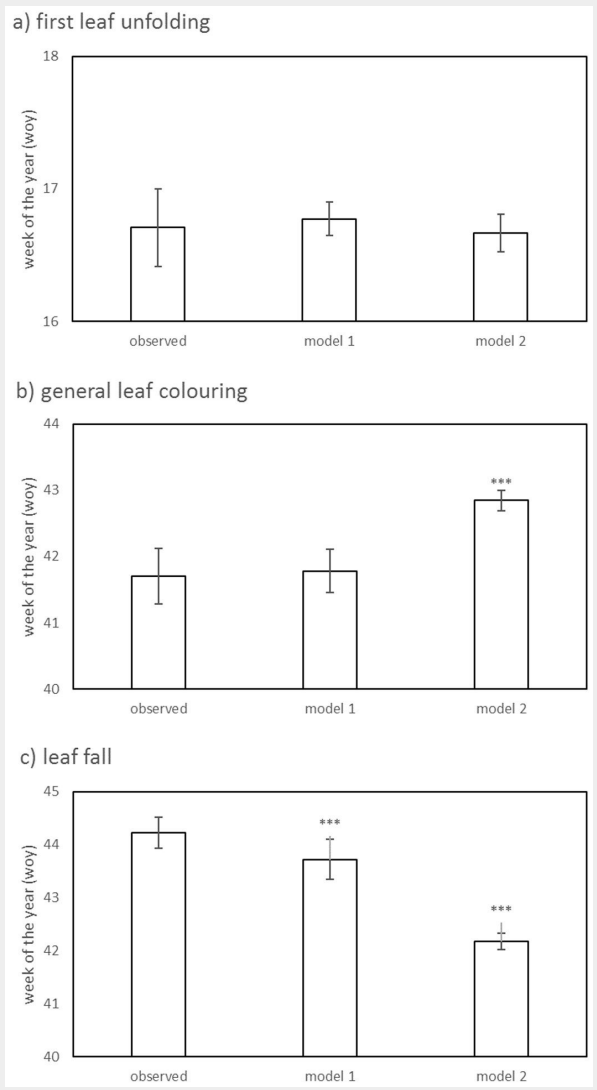 a) first leaf unfolding
18
17
16
week of the year (woy)
observed model 1 model 2
b) general leaf colouring
44
43
42
41
40
week of the year (woy)
***
observed model 1 model 2
c) leaf fall
45
44
43
42
41
40
week of the year (woy)
***
***
observed model 1 model 2